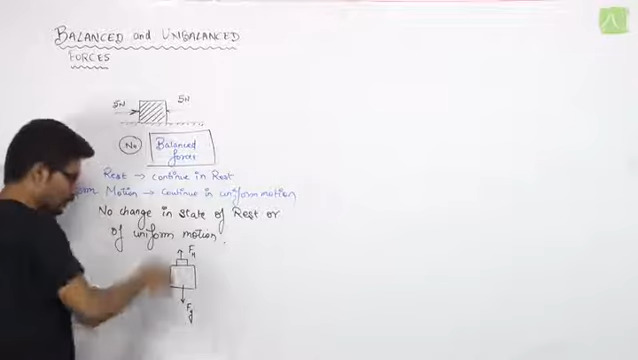 BALANCED and UNBALANCED
FORCES
5N 5N
No
Balanced
forces
Rest → continue in Rest
Motion → continue in uniform motion
No change in state of Rest or
of uniform motion.
Fn
Fg